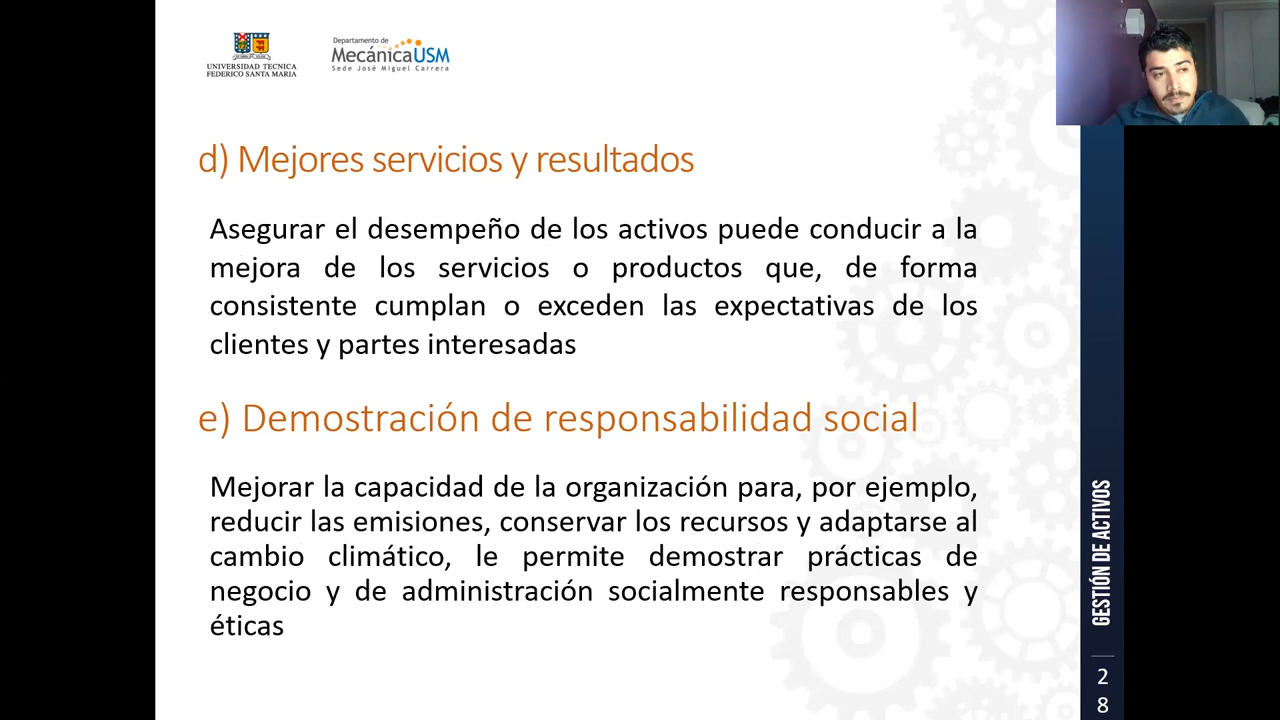 UNIVERSIDAD TECNICA
FEDERICO SANTA MARIA
Departamento de
MecánicaUSM
Sede José Miguel Carrera
d) Mejores servicios y resultados
Asegurar el desempeño de los activos puede conducir a la
mejora de los servicios o productos que, de forma
consistente cumplan o exceden las expectativas de los
clientes y partes interesadas
e) Demostración de responsabilidad social
Mejorar la capacidad de la organización para, por ejemplo,
reducir las emisiones, conservar los recursos y adaptarse al
cambio climático, le permite demostrar prácticas de
negocio y de administración socialmente responsables y
éticas
GESTIÓN DE ACTIVOS
2
8